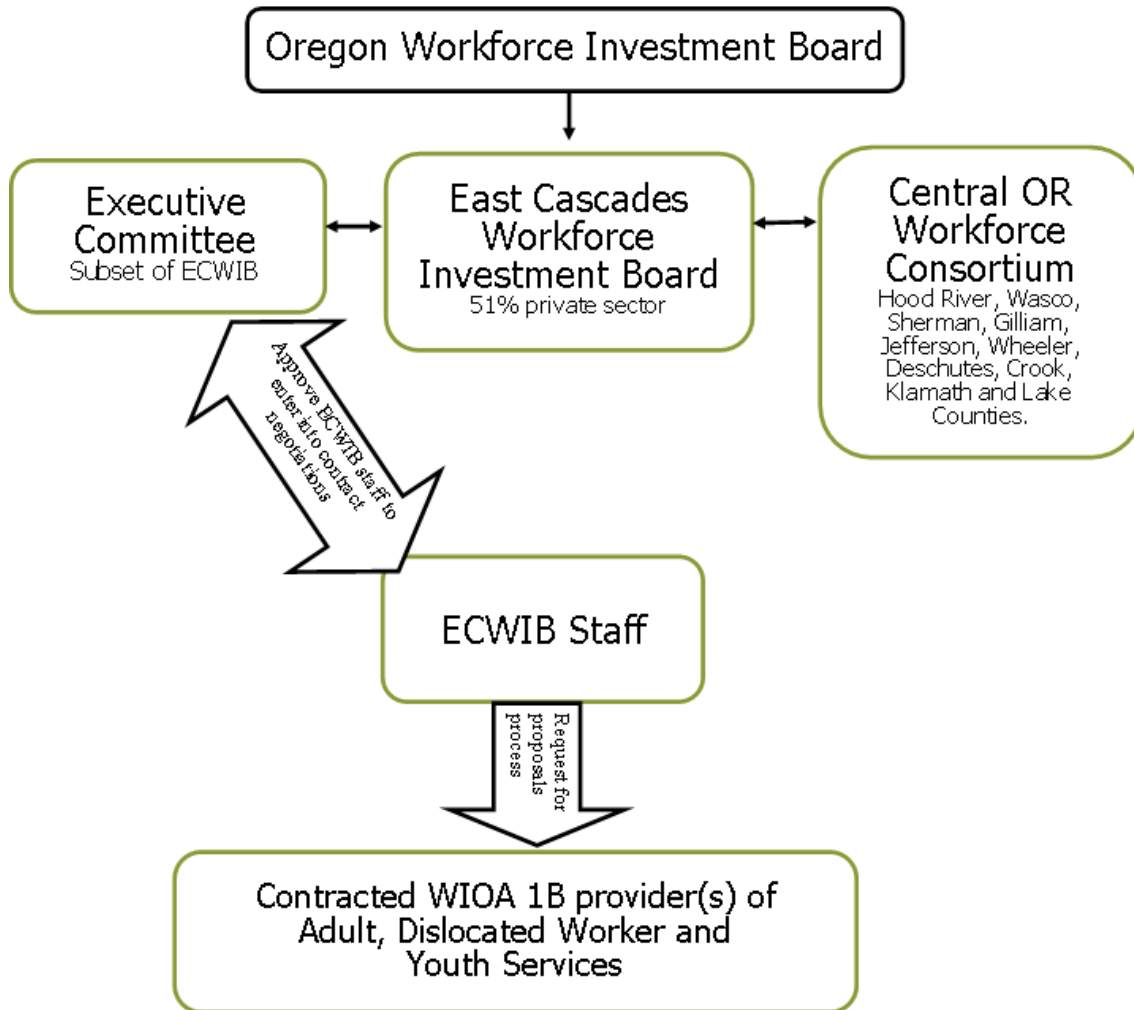 Oregon Workforce Investment Board
Executive
Committee
Subset of ECWIB
East Cascades
Workforce
Investment Board
51% private sector
Central OR
Workforce
Consortium
Hood River, Wasco,
Sherman, Gilliam,
Jefferson, Wheeler,
Deschutes, Crook,
Klamath and Lake
Counties.
Approve ECWIB staff to
enter into contract
negotiations
ECWIB Staff
Request for
proposals
process
Contracted WIOA 1B provider(s) of
Adult, Dislocated Worker and
Youth Services